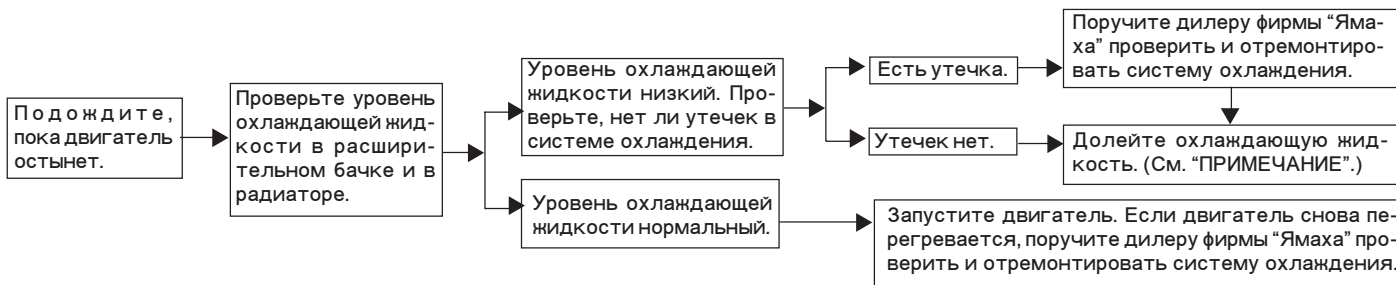 Подождите,
пока двигатель
остынет.
Проверьте уровень
охлаждающей жид-
кости в расшири-
тельном бачке и в
радиаторе.
Уровень охлаждающей
жидкости низкий. Про-
верьте, нет ли утечек в
системе охлаждения.
Есть утечка.
Поручите дилеру фирмы “Яма-
ха” проверить и отремонтиро-
вать систему охлаждения.
Утечек нет.
Долейте охлаждающую жид-
кость. (См. “ПРИМЕЧАНИЕ”.)
Уровень охлаждающей
жидкости нормальный.
Запустите двигатель. Если двигатель снова пе-
регревается, поручите дилеру фирмы “Ямаха” про-
верить и отремонтировать систему охлаждения.